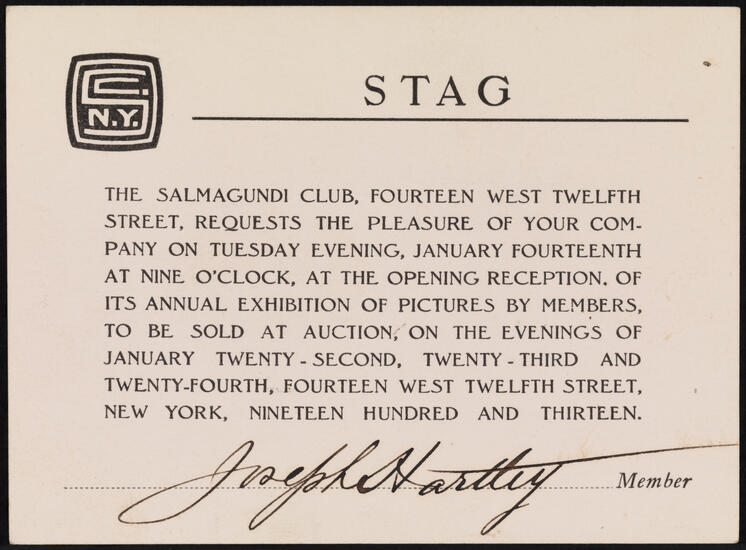 S.C.
N.Y.
STAG
THE SALMAGUNDI CLUB, FOURTEEN WEST TWELFTH
STREET, REQUESTS THE PLEASURE OF YOUR COM-
PANY ON TUESDAY EVENING, JANUARY FOURTEENTH
AT NINE O'CLOCK, AT THE OPENING RECEPTION, OF
ITS ANNUAL EXHIBITION OF PICTURES BY MEMBERS,
TO BE SOLD AT AUCTION, ON THE EVENINGS OF
JANUARY TWENTY-SECOND, TWENTY-THIRD AND
TWENTY-FOURTH, FOURTEEN WEST TWELFTH STREET,
NEW YORK, NINETEEN HUNDRED AND THIRTEEN.
Joseph Hartley Member